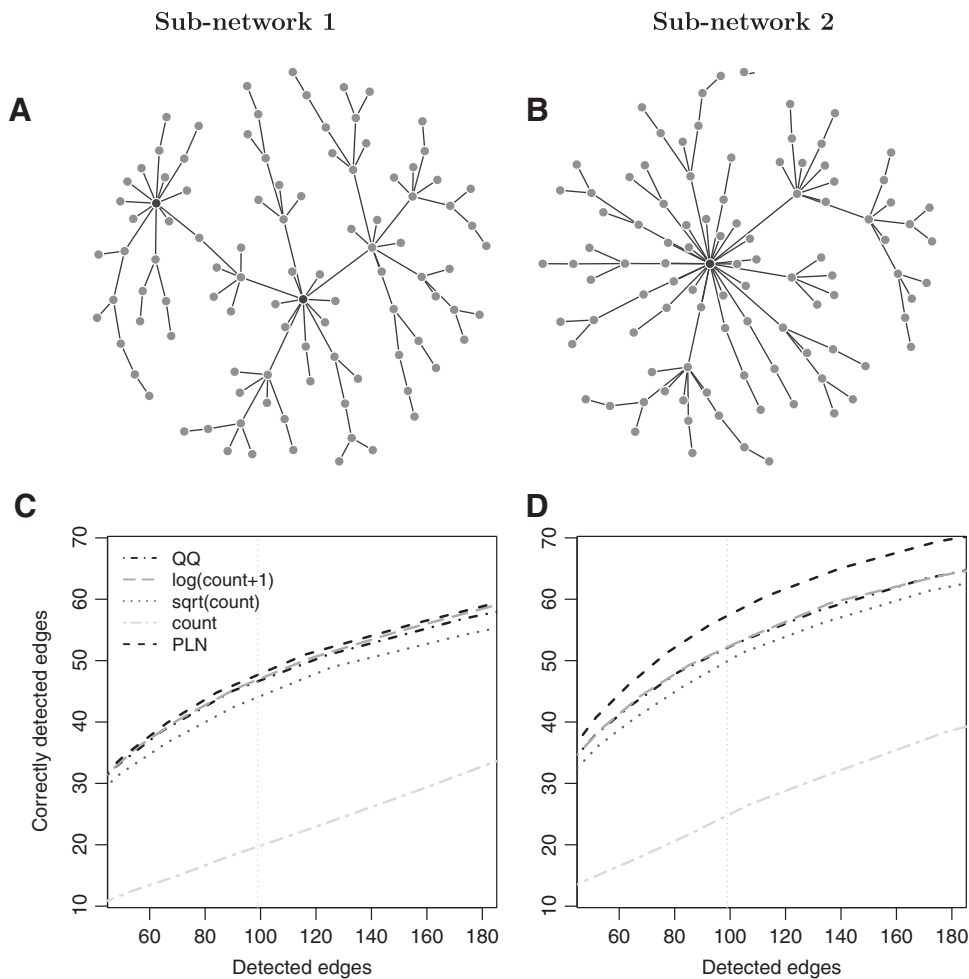 Sub-network 1
Sub-network 2
A
B
C
D
QQ
log(count+1)
sqrt(count)
count
PLN
Correctly detected edges
70
60
50
40
30
20
10
60
80
100
120
140
160
180
Detected edges
70
60
50
40
30
20
10
60
80
100
120
140
160
180
Detected edges